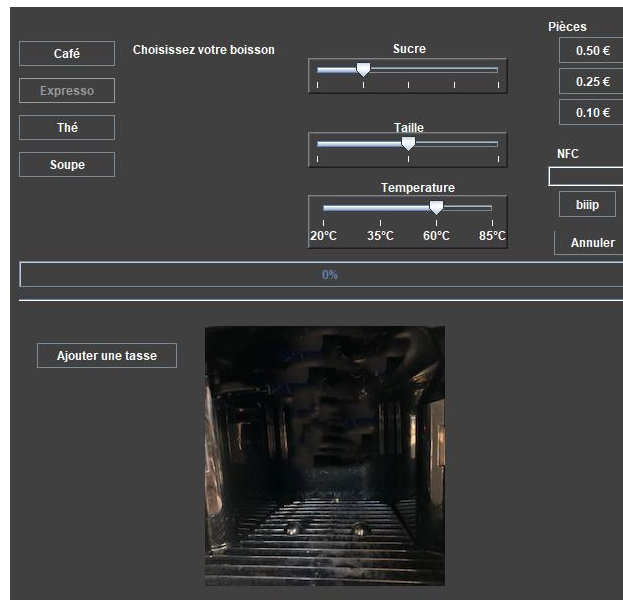 Pièces
Café
Choisissez votre boisson
Sucre
0.50 €
Expresso
0.25 €
Thé
Taille
0.10 €
Soupe
NFC
Temperature
biiip
20°C 35°C 60°C 85°C
Annuler
0%
Ajouter une tasse